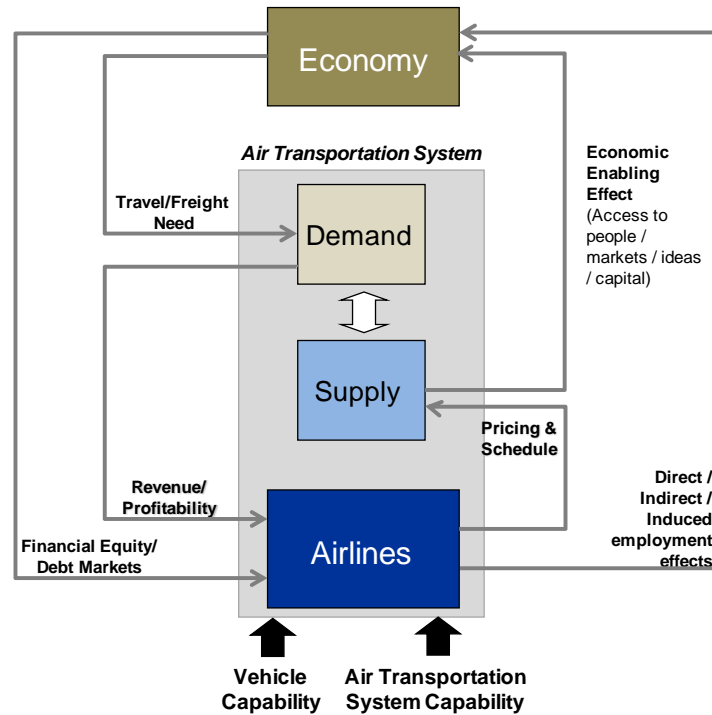 Economy
Air Transportation System
Economic
Enabling
Effect
(Access to
people /
markets / ideas
/ capital)
Travel/Freight
Need
Demand
Supply
Pricing &
Schedule
Revenue/
Profitability
Direct /
Indirect /
Induced
employment
effects
Financial Equity/
Debt Markets
Airlines
Vehicle
Capability
Air Transportation
System Capability